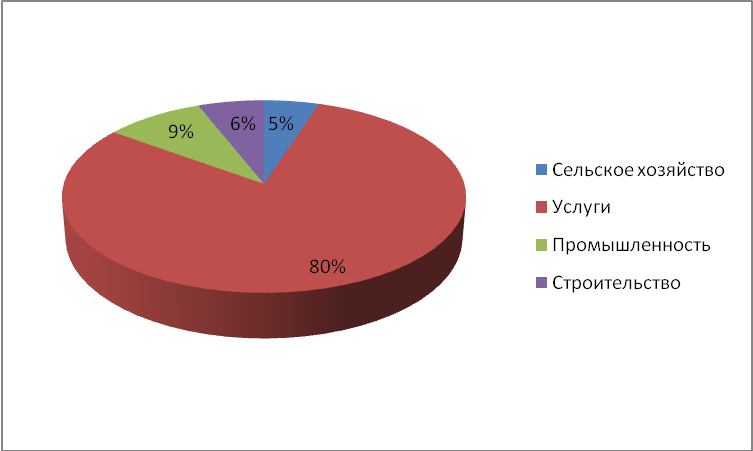 9%
6%
5%
80%
Сельское хозяйство
Услуги
Промышленность
Строительство